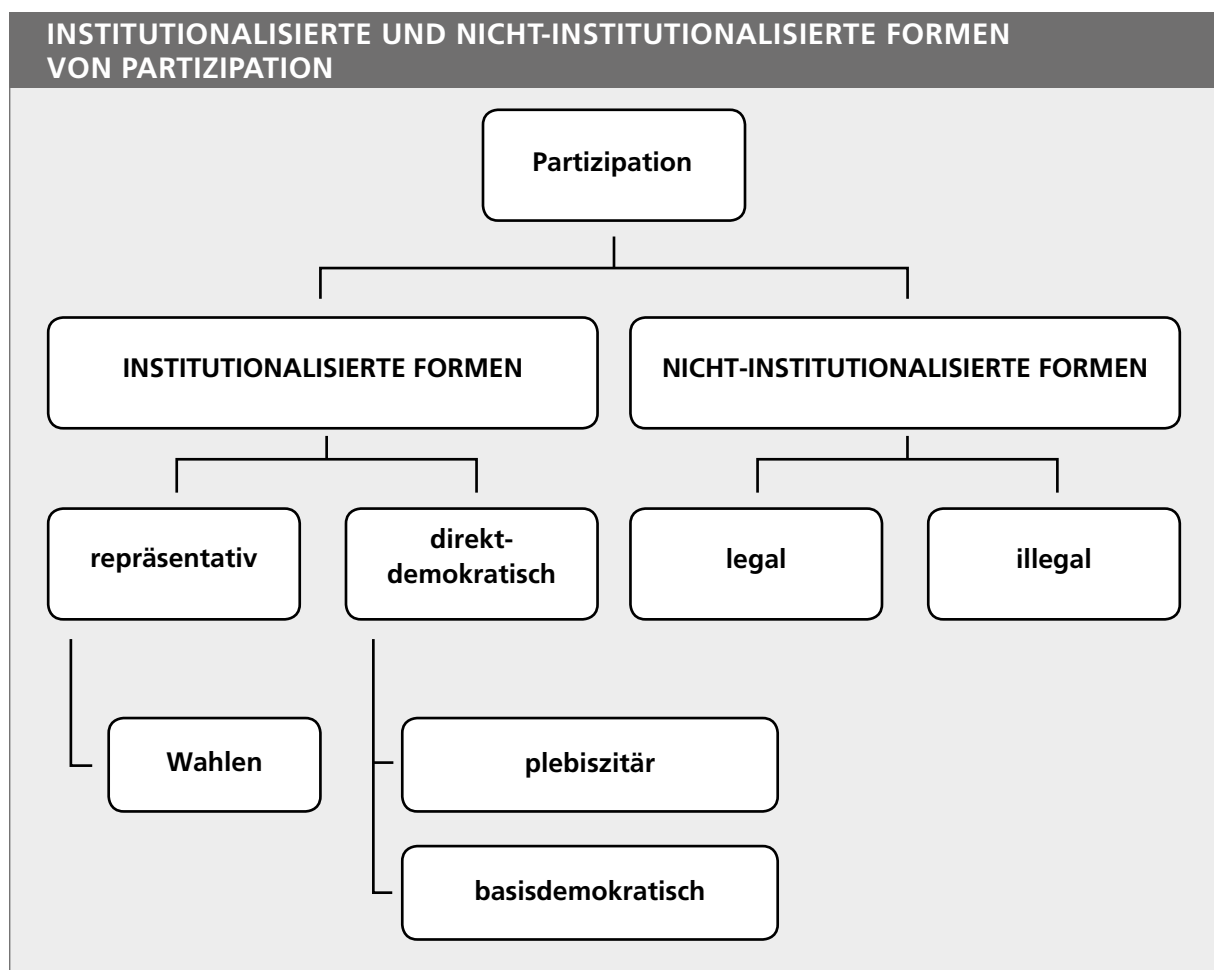 INSTITUTIONALISIERTE UND NICHT-INSTITUTIONALISIERTE FORMEN
VON PARTIZIPATION
Partizipation
INSTITUTIONALISIERTE FORMEN
NICHT-INSTITUTIONALISIERTE FORMEN
repräsentativ
direkt-
demokratisch
legal
illegal
Wahlen
plebiszitär
basisdemokratisch